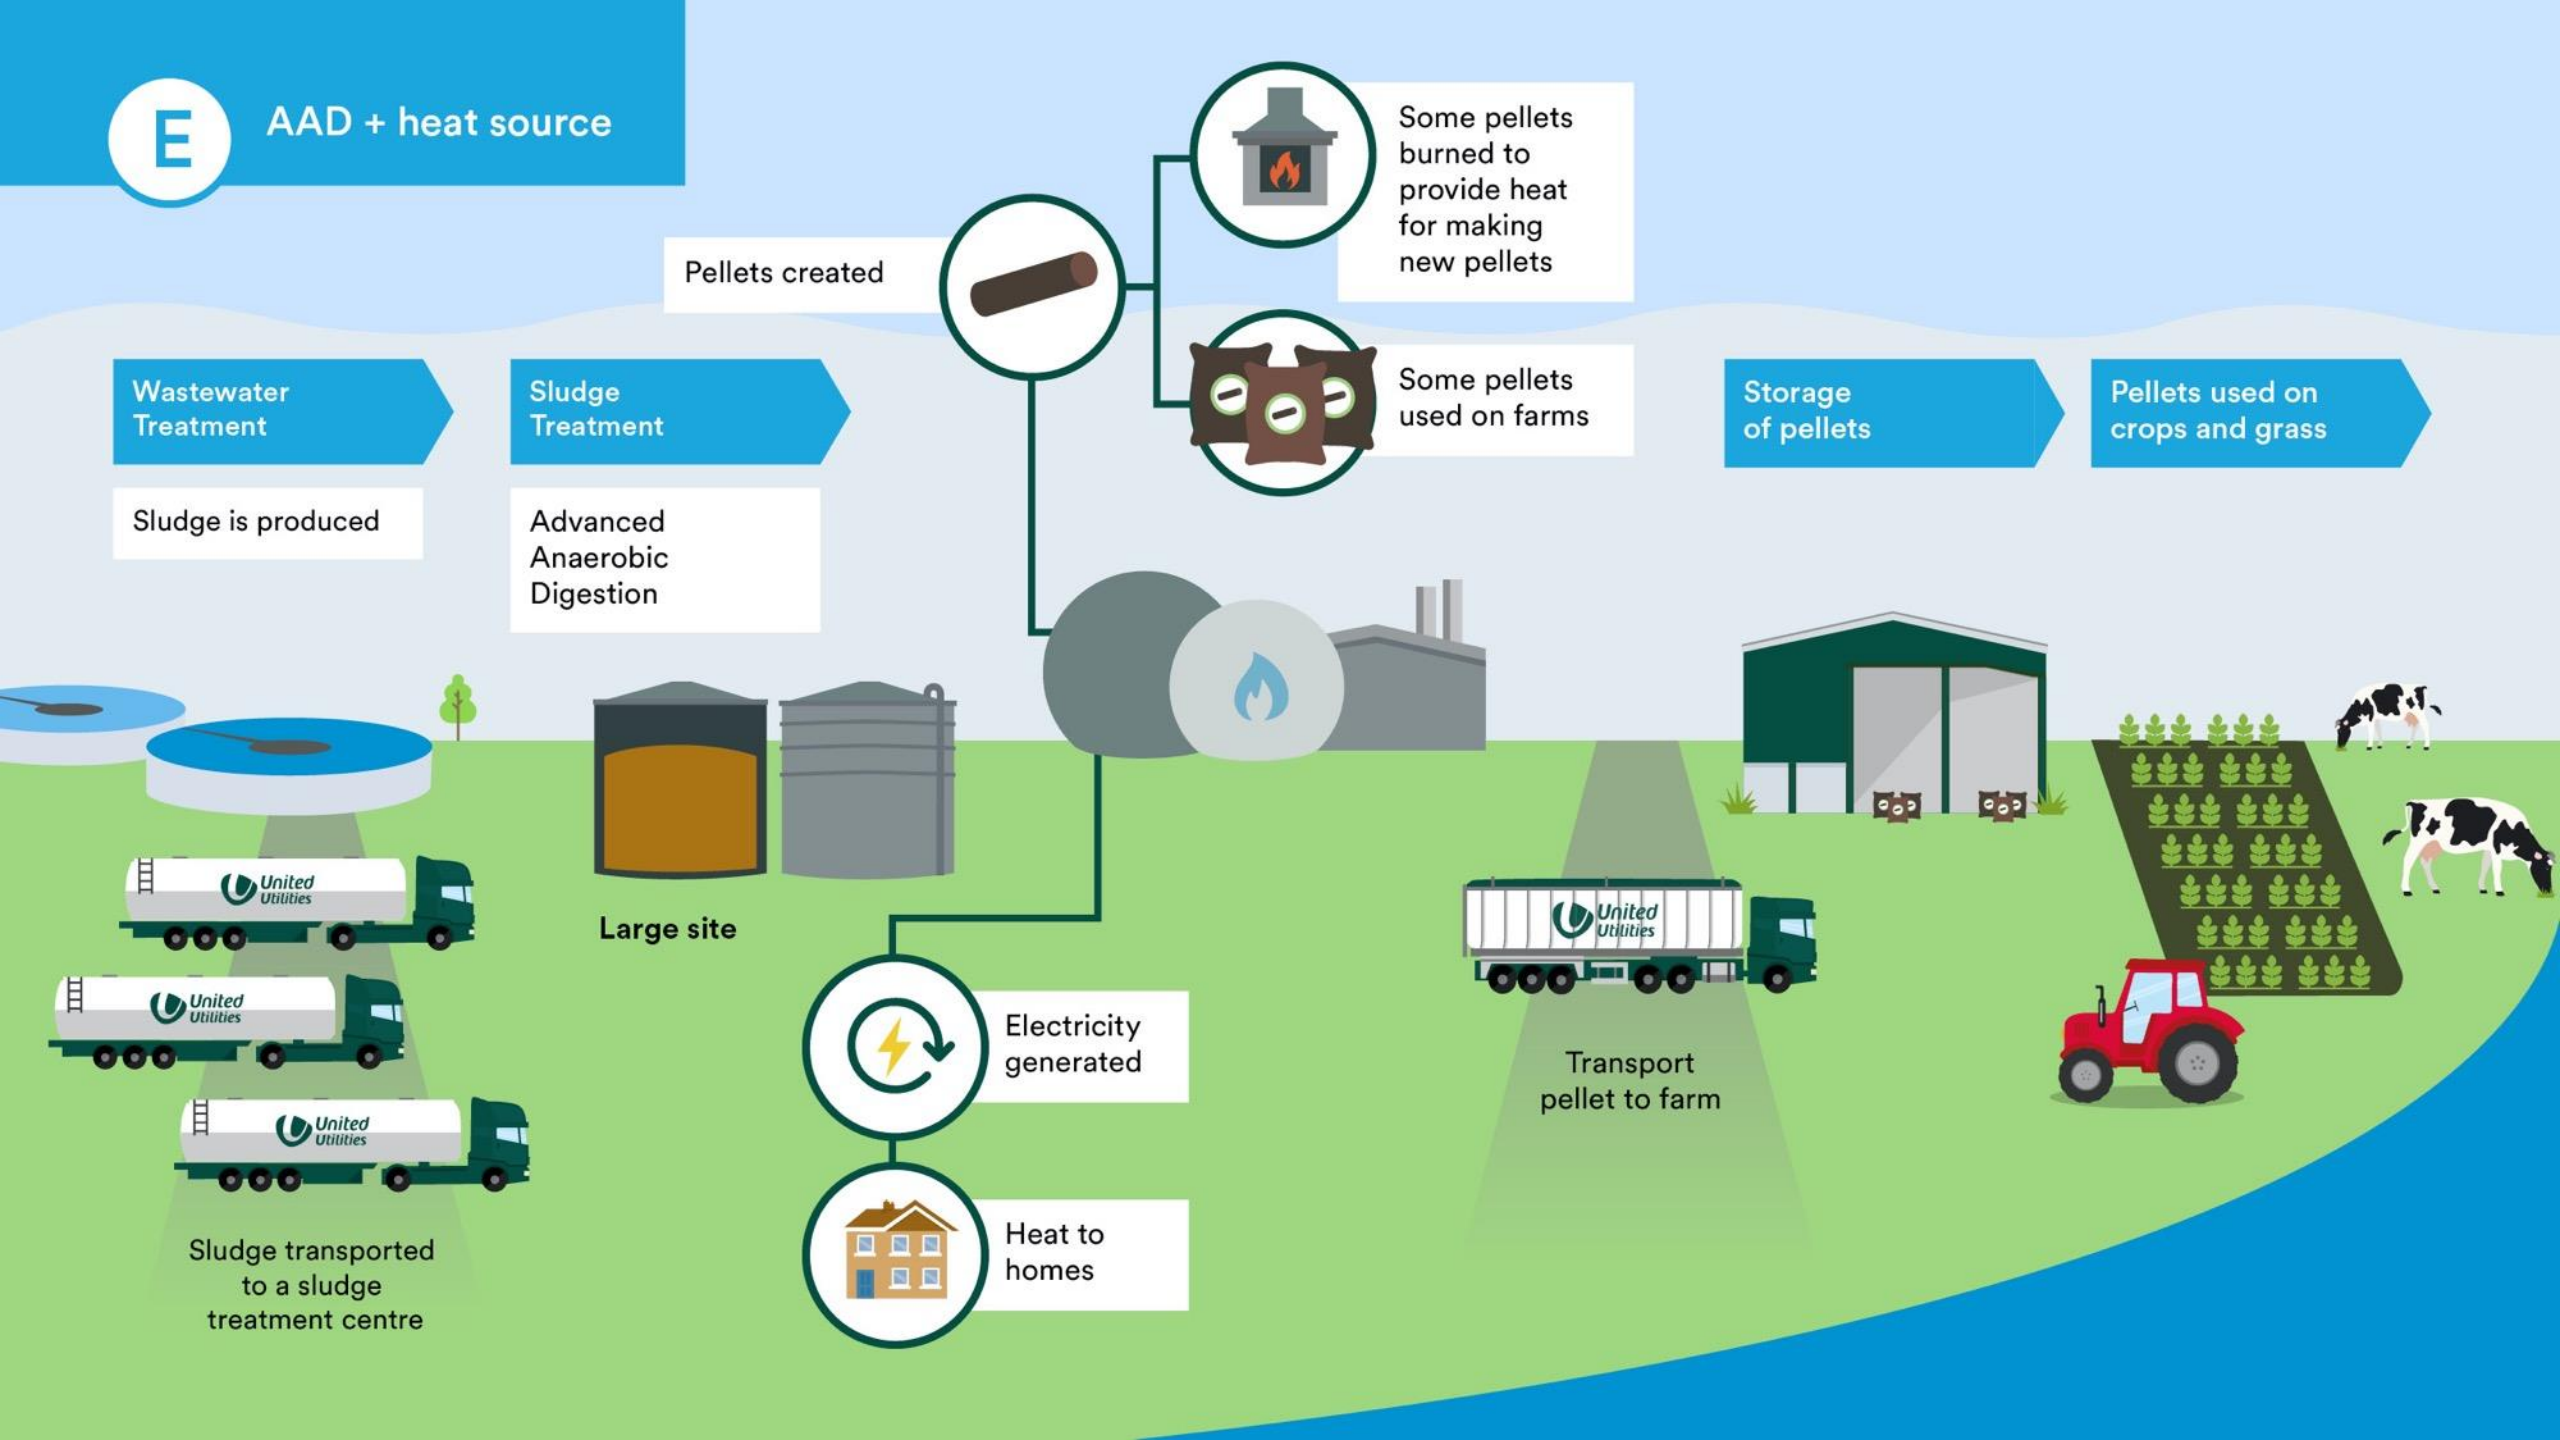 E
AAD + heat source
Pellets created
Some pellets
burned to
provide heat
for making
new pellets
Some pellets
used on farms
Wastewater
Treatment
Sludge is produced
Sludge
Treatment
Advanced
Anaerobic
Digestion
Storage
of pellets
Pellets used on
crops and grass
United
Utilities
United
Utilities
United
Utilities
Sludge transported
to a sludge
treatment centre
Large site
Electricity
generated
Heat to
homes
United
Utilities
Transport
pellet to farm